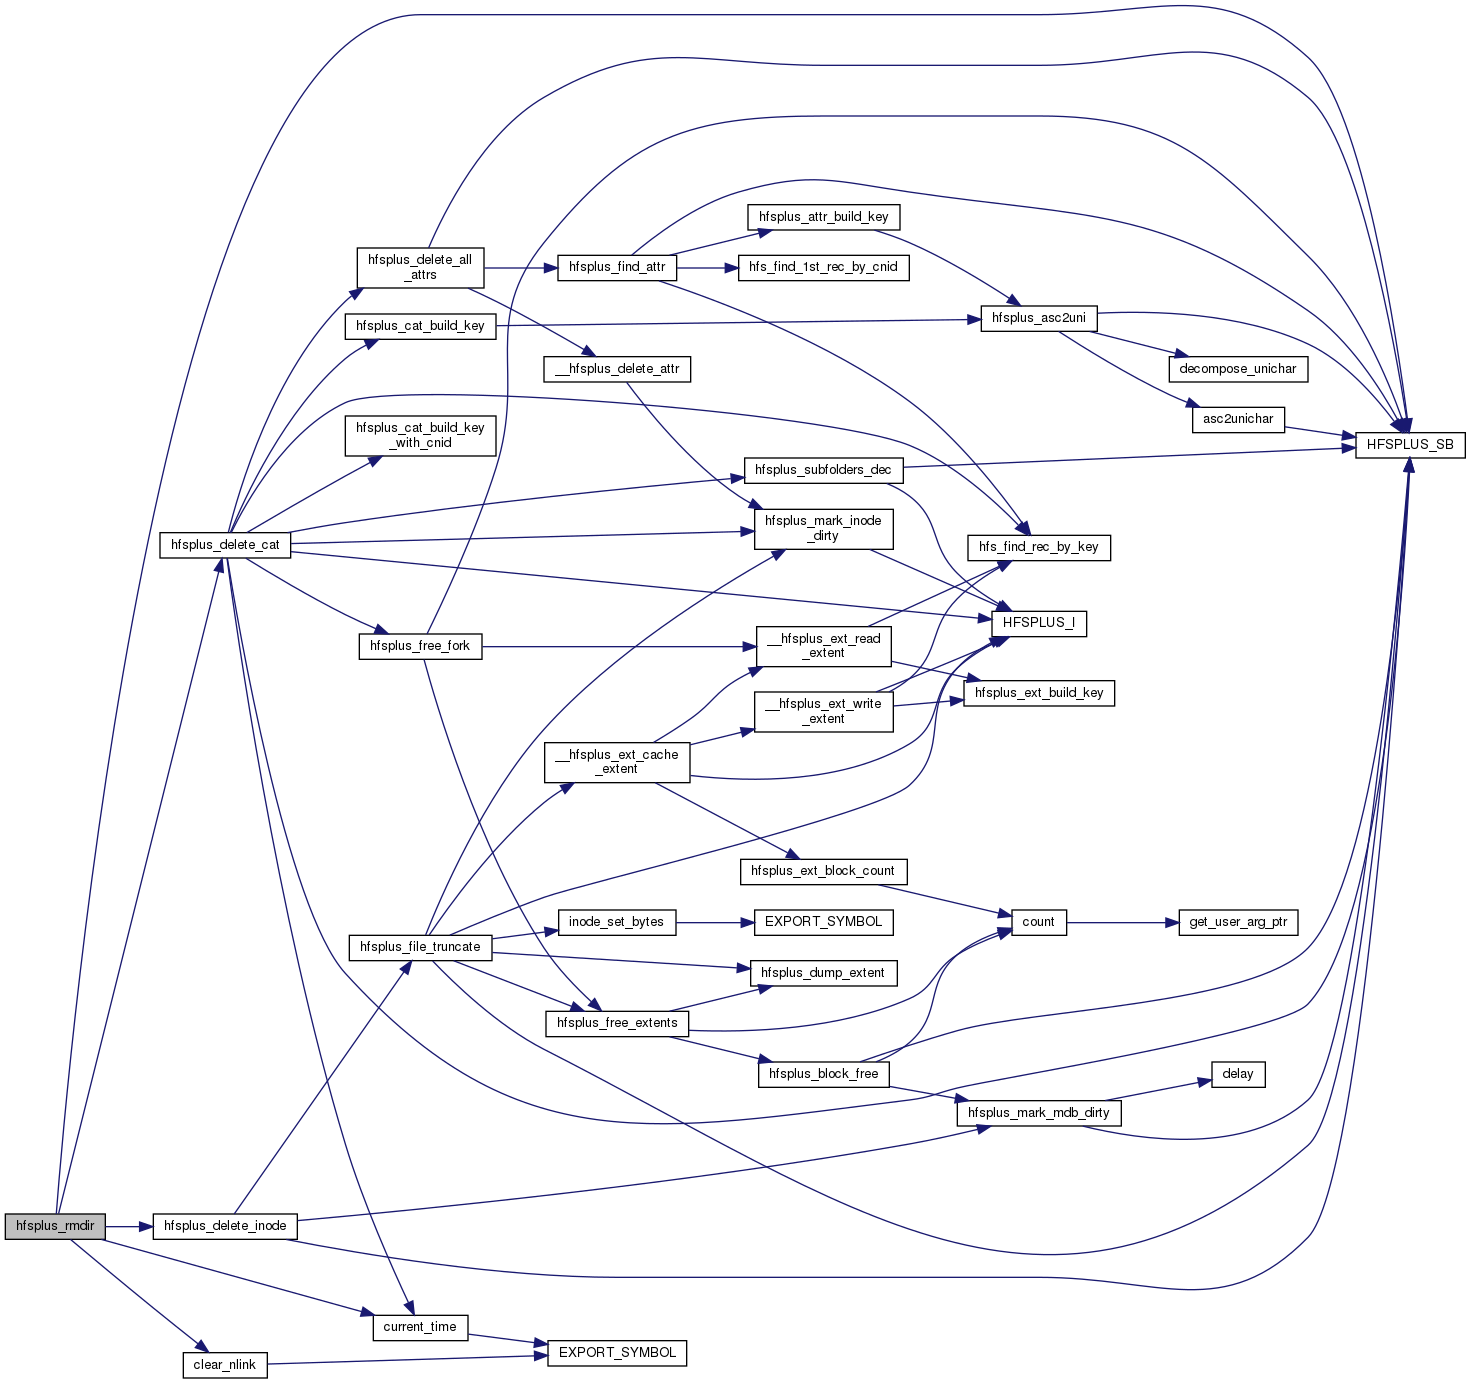 hfsplus_attr_build_key
hfsplus_delete_all
_attrs
hfsplus_find_attr
hfs_find_1st_rec_by_cnid
hfsplus_cat_build_key
hfsplus_asc2uni
__hfsplus_delete_attr
decompose_unichar
hfsplus_cat_build_key
_with_cnid
asc2unichar
HFSPLUS_SB
hfsplus_subfolders_dec
hfsplus_mark_inode
_dirty
hfsplus_delete_cat
hfs_find_rec_by_key
HFSPLUS_I
hfsplus_free_fork
__hfsplus_ext_read
_extent
hfsplus_ext_build_key
__hfsplus_ext_write
_extent
__hfsplus_ext_cache
_extent
hfsplus_ext_block_count
inode_set_bytes
EXPORT_SYMBOL
count
get_user_arg_ptr
hfsplus_file_truncate
hfsplus_dump_extent
hfsplus_free_extents
hfsplus_block_free
delay
hfsplus_mark_mdb_dirty
hfsplus_rmdir
hfsplus_delete_inode
current_time
EXPORT_SYMBOL
clear_nlink